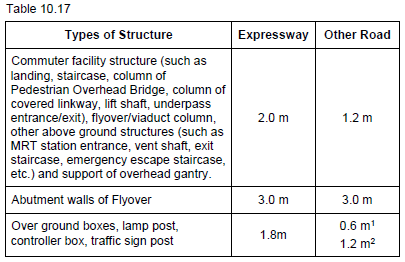 Table 10.17
Types of Structure Expressway Other Road
Commuter facility structure (such as
landing, staircase, column of
Pedestrian Overhead Bridge, column of
covered linkway, lift shaft, underpass
entrance/exit), flyover/viaduct column,
other above ground structures (such as
MRT station entrance, vent shaft, exit
staircase, emergency escape staircase,
etc.) and support of overhead gantry.
2.0 m 1.2 m
Abutment walls of Flyover 3.0 m 3.0 m
Over ground boxes, lamp post,
controller box, traffic sign post
1.8m
0.6 m¹
1.2 m²